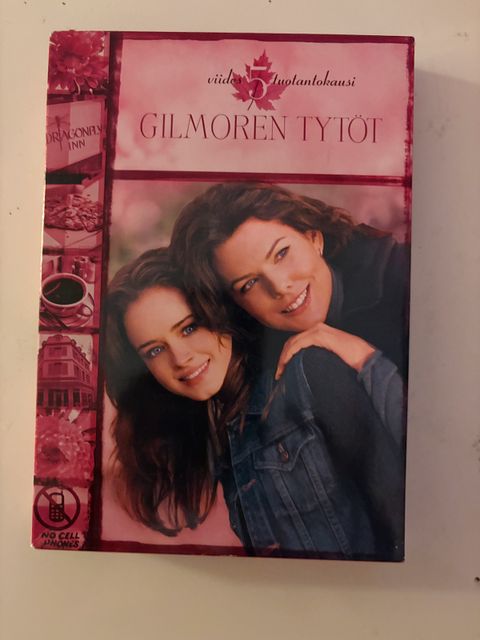 viides 5 tuotantokausi
GILMOREN TYTÖT
DRAGONFLY
INN
NO CELL
PHONES